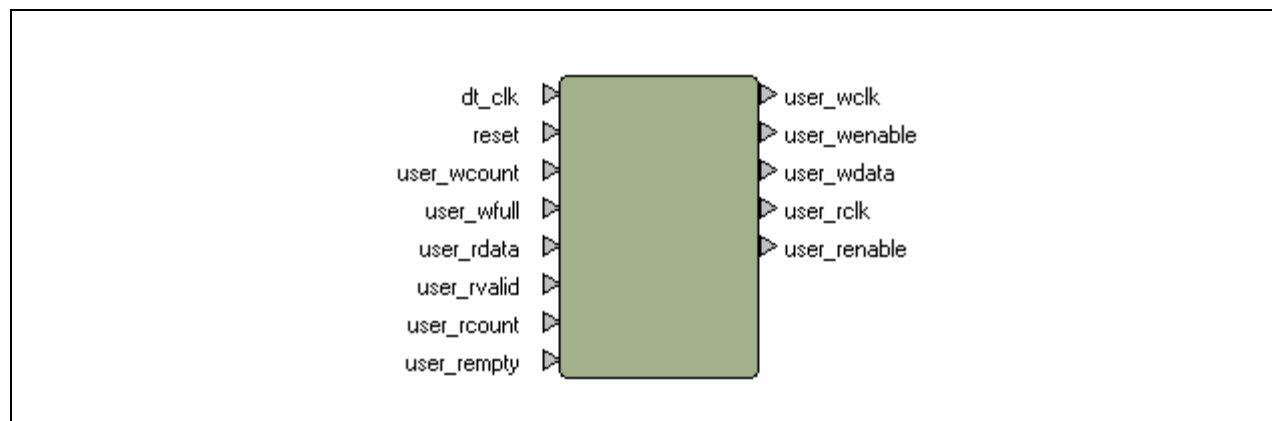 dt_clk
reset
user_wcount
user_wfull
user_rdata
user_rvalid
user_rcount
user_rempty
user_wclk
user_wenable
user_wdata
user_rclk
user_renable